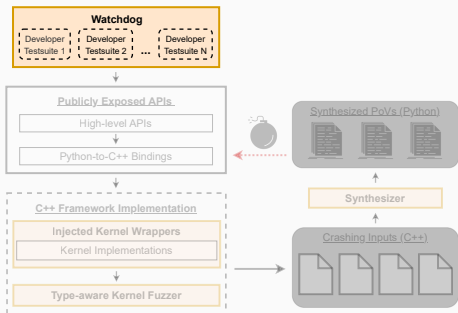 Watchdog
Developer
Testsuite 1
Developer
Testsuite 2
...
Developer
Testsuite N
Publicly Exposed APIs
High-level APIs
Python-to-C++ Bindings
C++ Framework Implementation
Injected Kernel Wrappers
Kernel Implementations
Type-aware Kernel Fuzzer
Synthesized PoVs (Python)
Synthesizer
Crashing Inputs (C++)